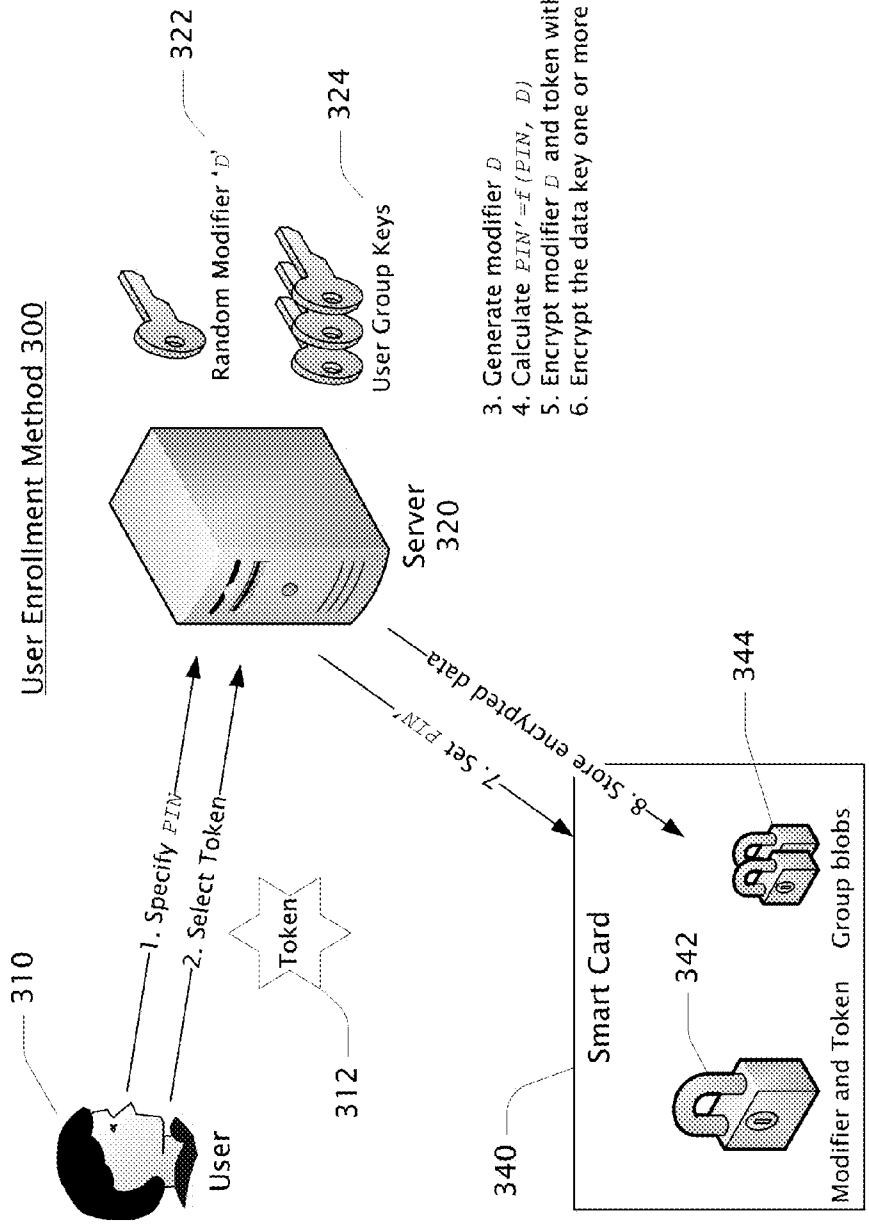 User Enrollment Method 300
310
User
1. Specify PIN
2. Select Token
Token
312
Server
320
Random Modifier 'D'
322
User Group Keys
324
3. Generate modifier D
4. Calculate PIN'=f(PIN, D)
5. Encrypt modifier D and token with
6. Encrypt the data key one or more
7. Set PIN'
8. Store encrypted data
340
Smart Card
342
344
Modifier and Token
Group blobs